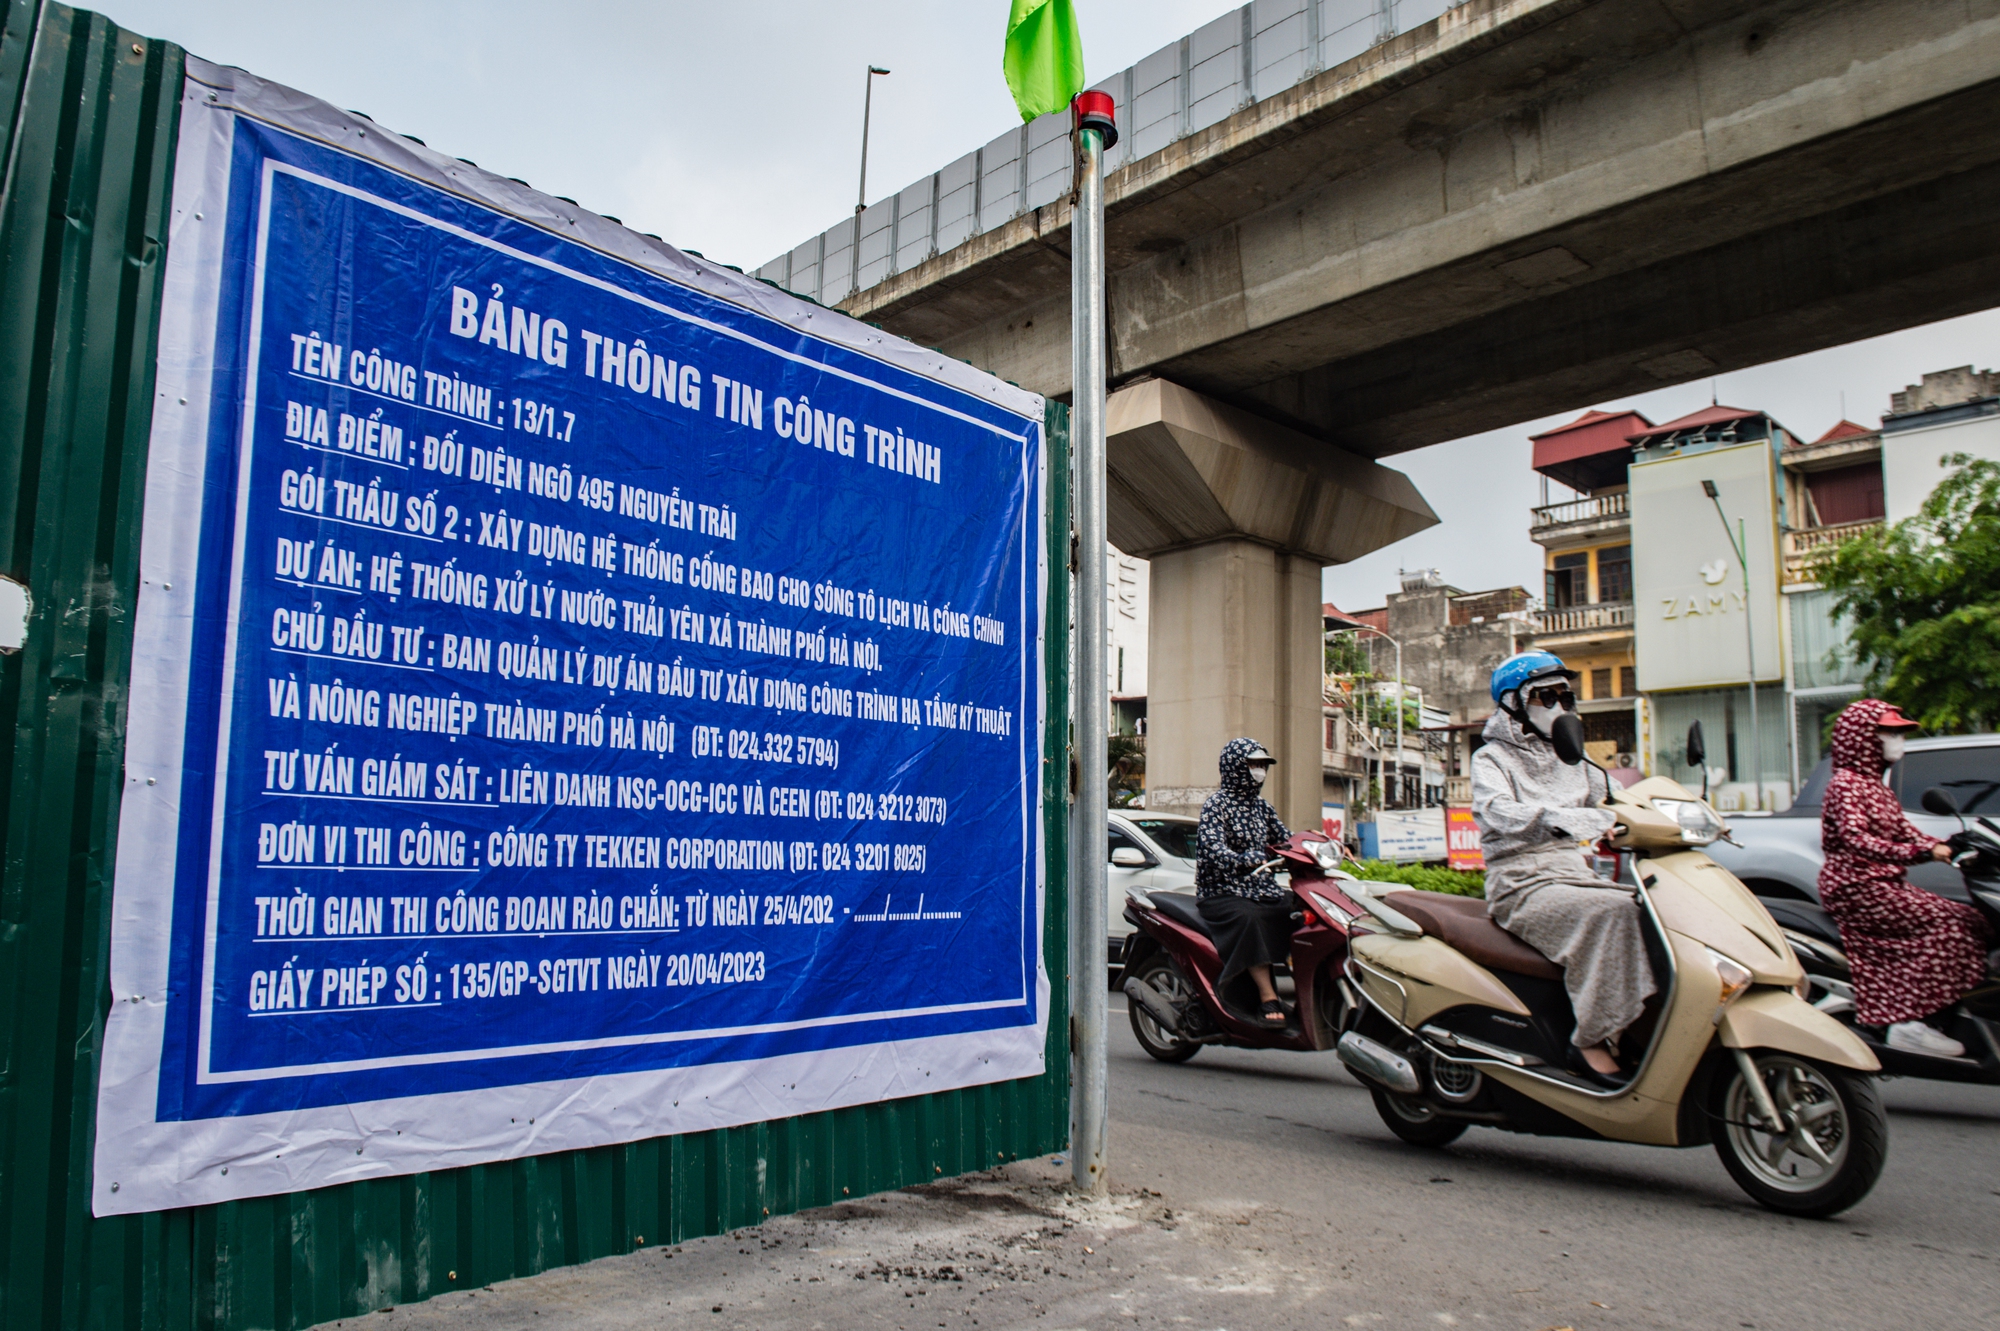 BẢNG THÔNG TIN CÔNG TRÌNH
TÊN CÔNG TRÌNH : 13/1.7
ĐỊA ĐIỂM : ĐỐI DIỆN NGÕ 495 NGUYỄN TRÃI
GÓI THẦU SỐ 2 : XÂY DỰNG HỆ THỐNG CỐNG BAO CHO SÔNG TÔ LỊCH VÀ CỐNG CHÍNH
DỰ ÁN: HỆ THỐNG XỬ LÝ NƯỚC THẢI YÊN XÁ THÀNH PHỐ HÀ NỘI.
CHỦ ĐẦU TƯ : BAN QUẢN LÝ DỰ ÁN ĐẦU TƯ XÂY DỰNG CÔNG TRÌNH HẠ TẦNG KỸ THUẬT
VÀ NÔNG NGHIỆP THÀNH PHỐ HÀ NỘI (ĐT: 024.332 5794)
TƯ VẤN GIÁM SÁT : LIÊN DANH NSC-OCG-ICC VÀ CEEN (ĐT: 024 3212 3073)
ĐƠN VỊ THI CÔNG : CÔNG TY TEKKEN CORPORATION (ĐT: 024 3201 8025)
THỜI GIAN THI CÔNG ĐOẠN RÀO CHẮN: TỪ NGÀY 25/4/202 - ......../......../..........
GIẤY PHÉP SỐ : 135/GP-SGTVT NGÀY 20/04/2023
ZAMY
KÍN